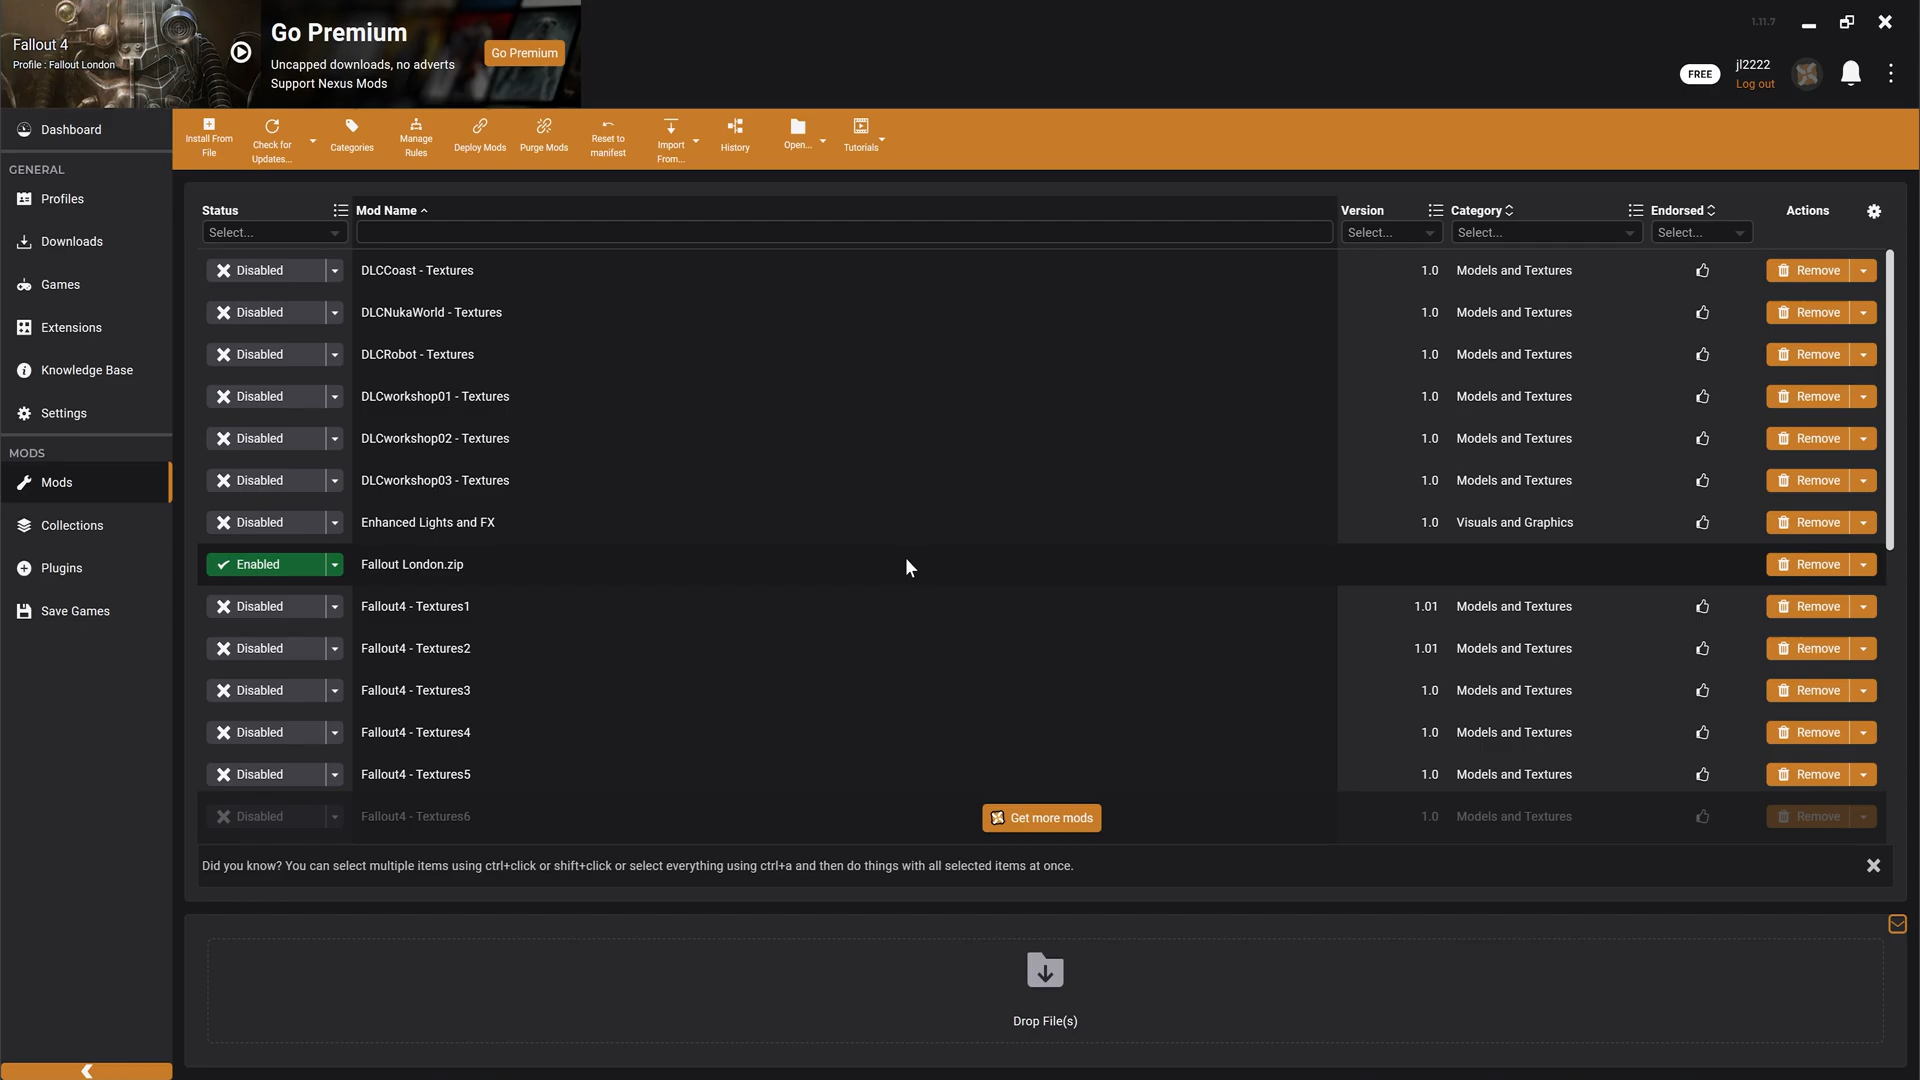 Fallout 4
Profile : Fallout London
Go Premium
Uncapped downloads, no adverts
Support Nexus Mods
Go Premium
1.11.7
FREE
jl2222
Log out
Dashboard
GENERAL
Profiles
Downloads
Games
Extensions
Knowledge Base
Settings
MODS
Mods
Collections
Plugins
Save Games
Install From File
Check for Updates...
Categories
Manage Rules
Deploy Mods
Purge Mods
Reset to manifest
Import From...
History
Open...
Tutorials
Status Mod Name Version Category Endorsed Actions
Select... Select... Select... Select...
Disabled DLCCoast - Textures 1.0 Models and Textures Remove
Disabled DLCNukaWorld - Textures 1.0 Models and Textures Remove
Disabled DLCRobot - Textures 1.0 Models and Textures Remove
Disabled DLCworkshop01 - Textures 1.0 Models and Textures Remove
Disabled DLCworkshop02 - Textures 1.0 Models and Textures Remove
Disabled DLCworkshop03 - Textures 1.0 Models and Textures Remove
Disabled Enhanced Lights and FX 1.0 Visuals and Graphics Remove
Enabled Fallout London.zip Remove
Disabled Fallout4 - Textures1 1.01 Models and Textures Remove
Disabled Fallout4 - Textures2 1.01 Models and Textures Remove
Disabled Fallout4 - Textures3 1.0 Models and Textures Remove
Disabled Fallout4 - Textures4 1.0 Models and Textures Remove
Disabled Fallout4 - Textures5 1.0 Models and Textures Remove
Disabled Fallout4 - Textures6 1.0 Models and Textures Remove
Get more mods
Did you know? You can select multiple items using ctrl+click or shift+click or select everything using ctrl+a and then do things with all selected items at once.
Drop File(s)